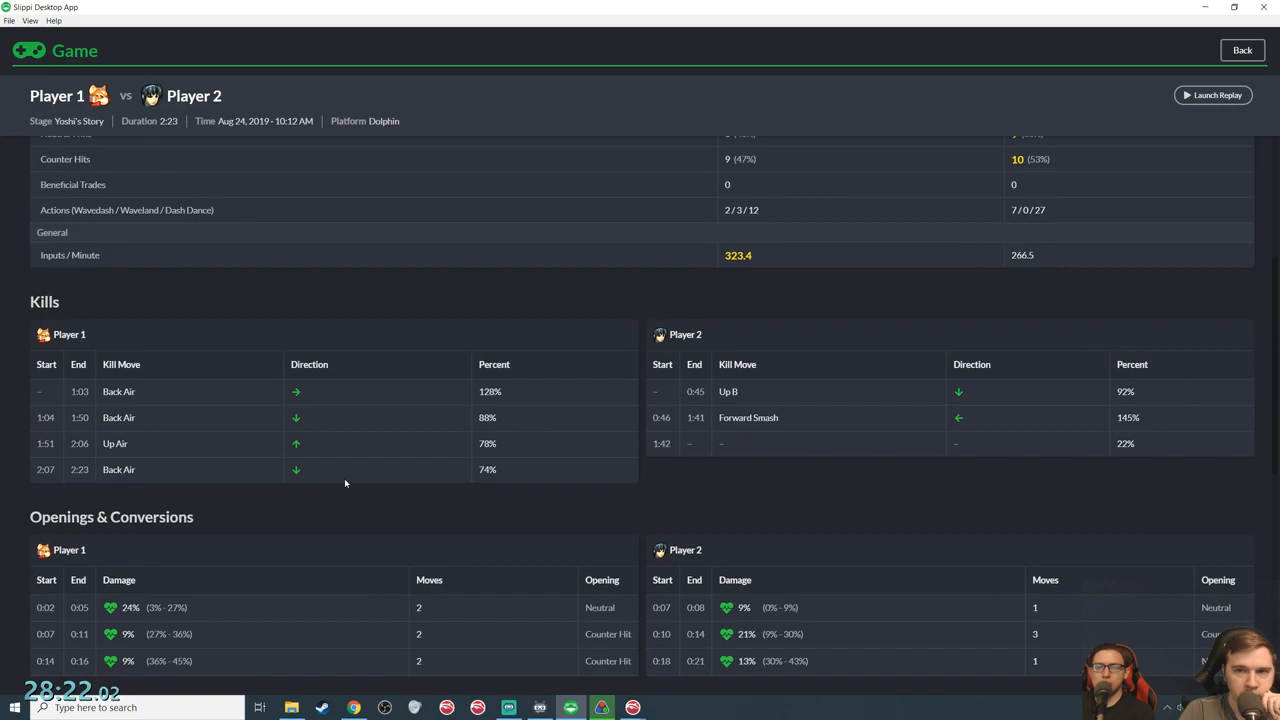 Slippi Desktop App
File View Help
Game
Back
Player 1 vs Player 2
Launch Replay
Stage Yoshi's Story Duration 2:23 Time Aug 24, 2019 · 10:12 AM Platform Dolphin
Counter Hits 9 (47%) 10 (53%)
Beneficial Trades 0 0
Actions (Wavedash / Waveland / Dash Dance) 2 / 3 / 12 7 / 0 / 27
General
Inputs / Minute 323.4 266.5
Kills
Player 1 Player 2
Start End Kill Move Direction Percent Start End Kill Move Direction Percent
– 1:03 Back Air → 128% – 0:45 Up B ↓ 92%
1:04 1:50 Back Air ↓ 88% 0:46 1:41 Forward Smash ← 145%
1:51 2:06 Up Air ↑ 78% 1:42 – – – 22%
2:07 2:23 Back Air ↓ 74%
Openings & Conversions
Player 1 Player 2
Start End Damage Moves Opening Start End Damage Moves Opening
0:02 0:05 24% (3% - 27%) 2 Neutral 0:07 0:08 9% (0% - 9%) 1 Neutral
0:07 0:11 9% (27% - 36%) 2 Counter Hit 0:10 0:14 21% (9% - 30%) 3
0:14 0:16 9% (36% - 45%) 2 Counter Hit 0:18 0:21 13% (30% - 43%) 1
28:22.02
Type here to search